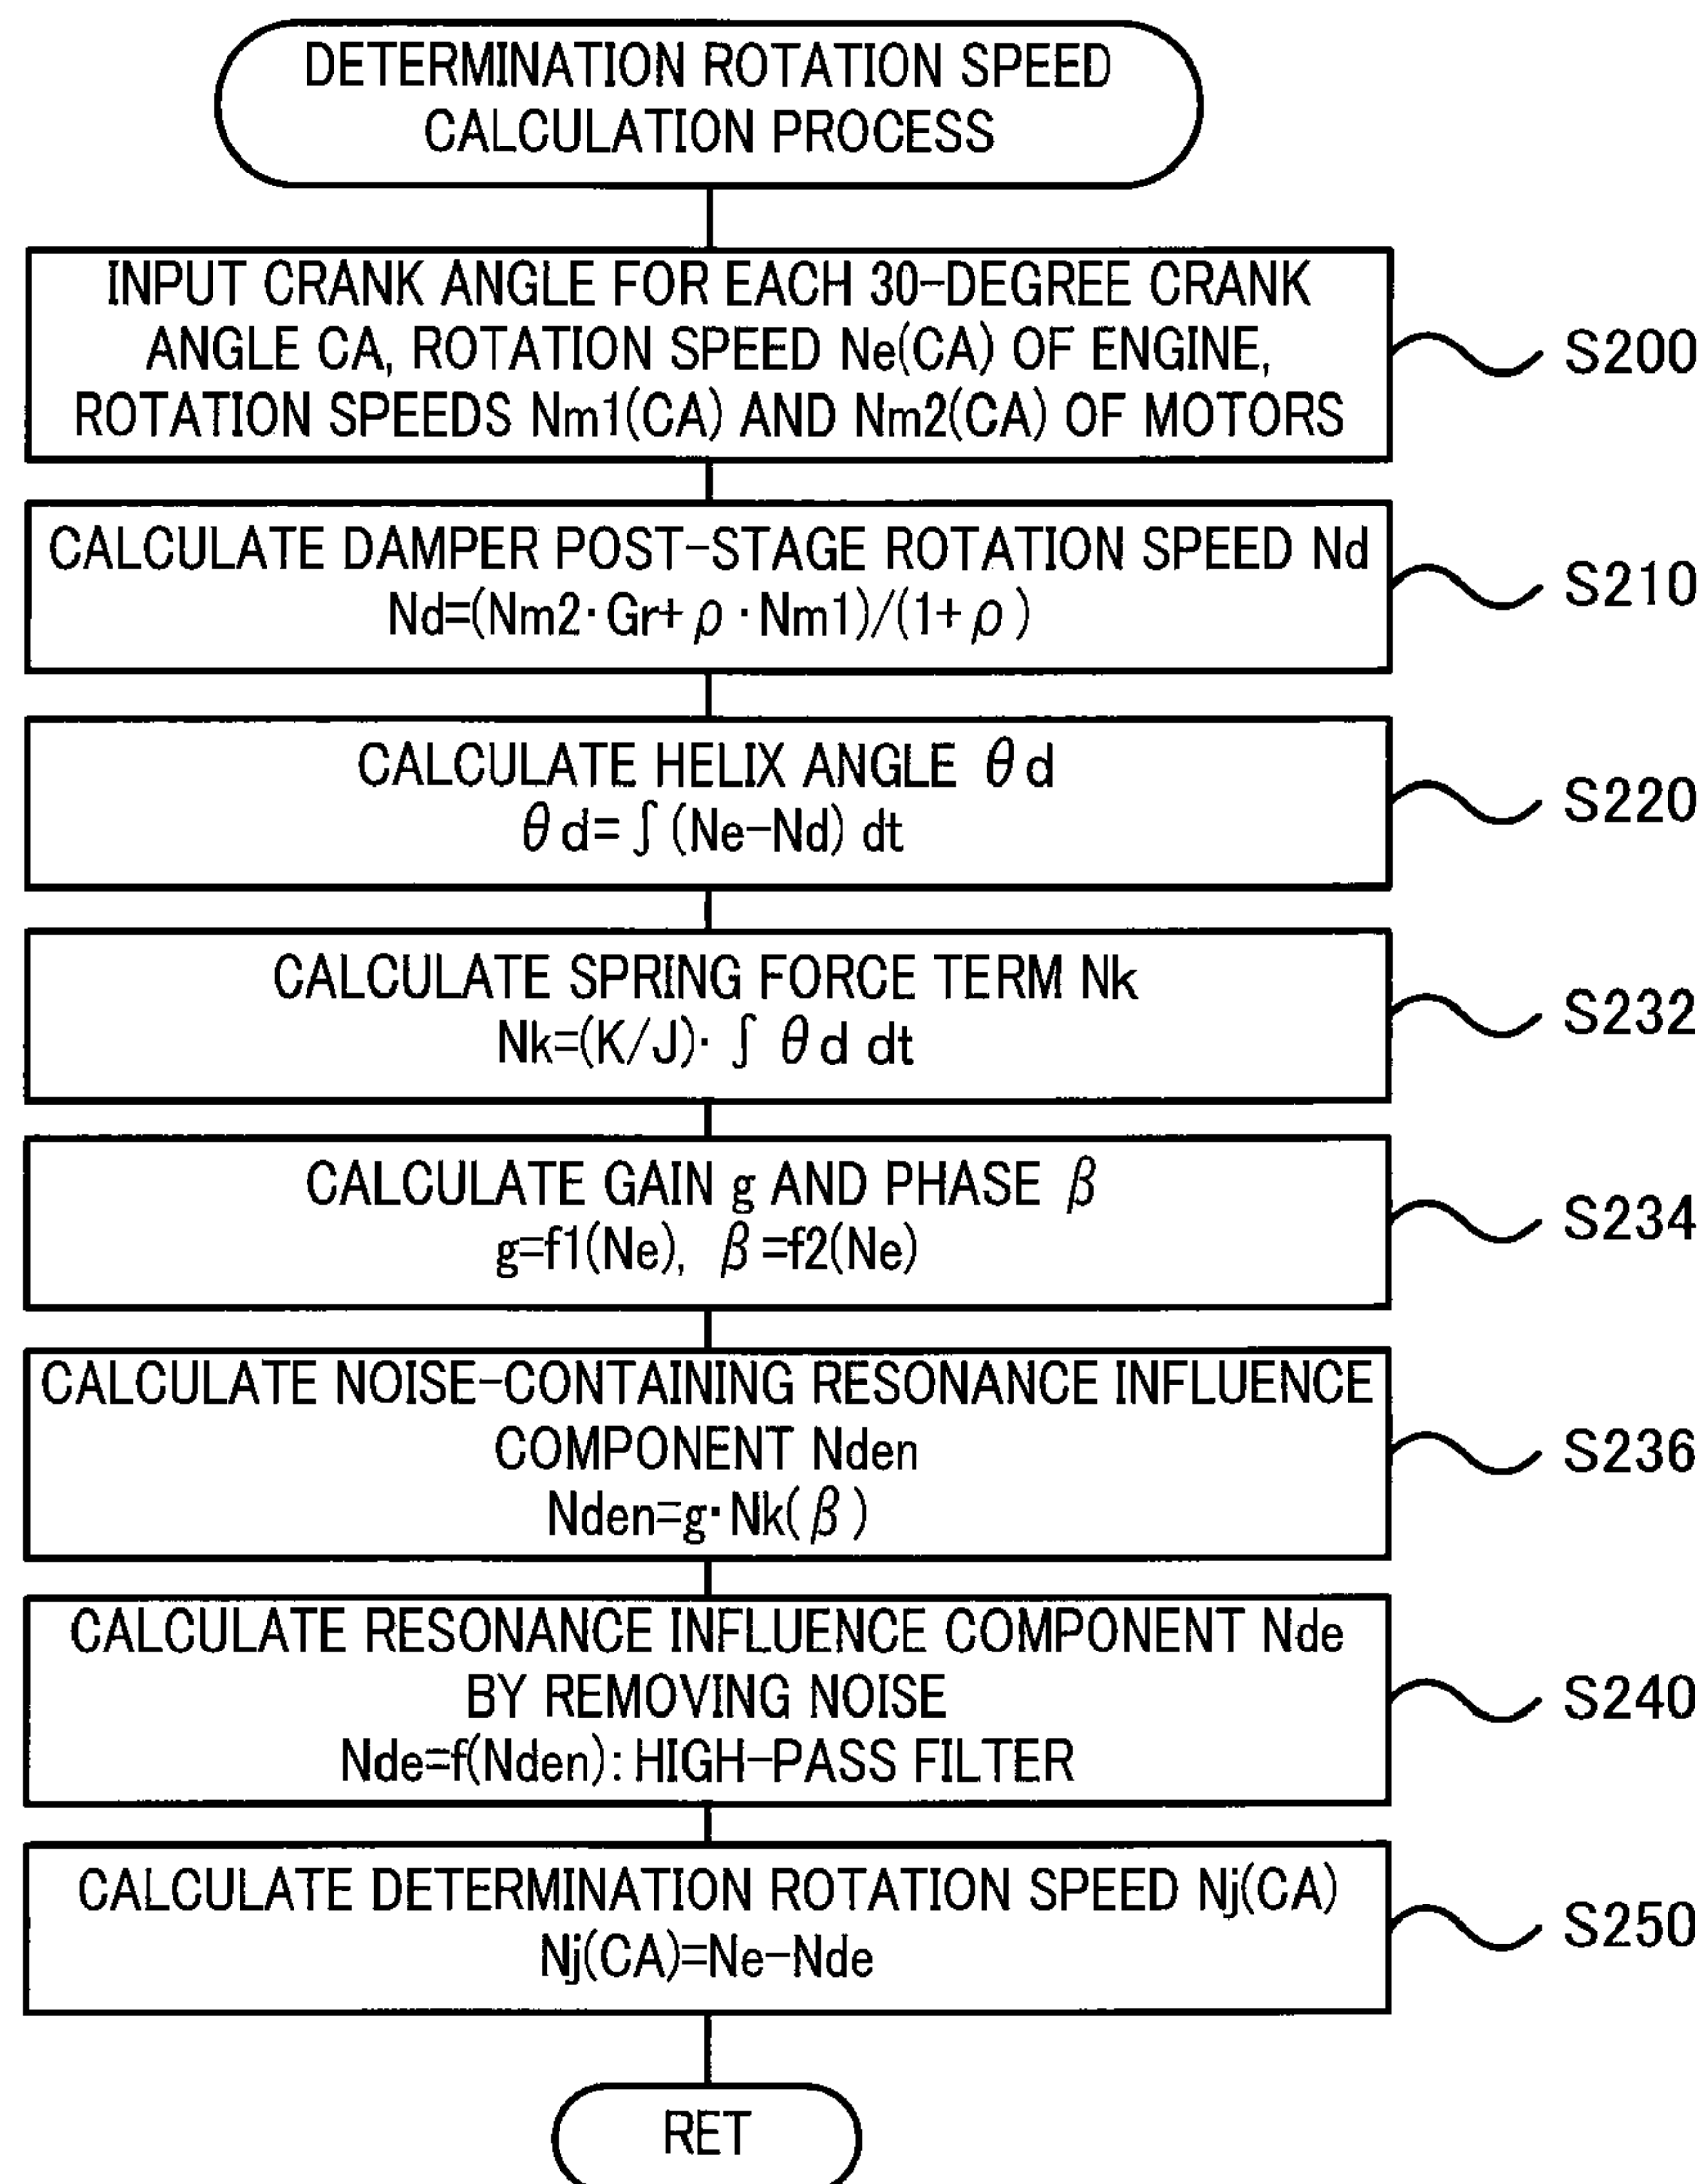 DETERMINATION ROTATION SPEED
CALCULATION PROCESS
INPUT CRANK ANGLE FOR EACH 30-DEGREE CRANK
ANGLE CA, ROTATION SPEED Ne(CA) OF ENGINE,
ROTATION SPEEDS Nm1(CA) AND Nm2(CA) OF MOTORS
S200
CALCULATE DAMPER POST-STAGE ROTATION SPEED Nd
Nd=(Nm2·Gr+ρ·Nm1)/(1+ρ)
S210
CALCULATE HELIX ANGLE θd
θd=∫(Ne-Nd) dt
S220
CALCULATE SPRING FORCE TERM Nk
Nk=(K/J)·∫θd dt
S232
CALCULATE GAIN g AND PHASE β
g=f1(Ne), β=f2(Ne)
S234
CALCULATE NOISE-CONTAINING RESONANCE INFLUENCE
COMPONENT Nden
Nden=g·Nk(β)
S236
CALCULATE RESONANCE INFLUENCE COMPONENT Nde
BY REMOVING NOISE
Nde=f(Nden): HIGH-PASS FILTER
S240
CALCULATE DETERMINATION ROTATION SPEED Nj(CA)
Nj(CA)=Ne-Nde
S250
RET